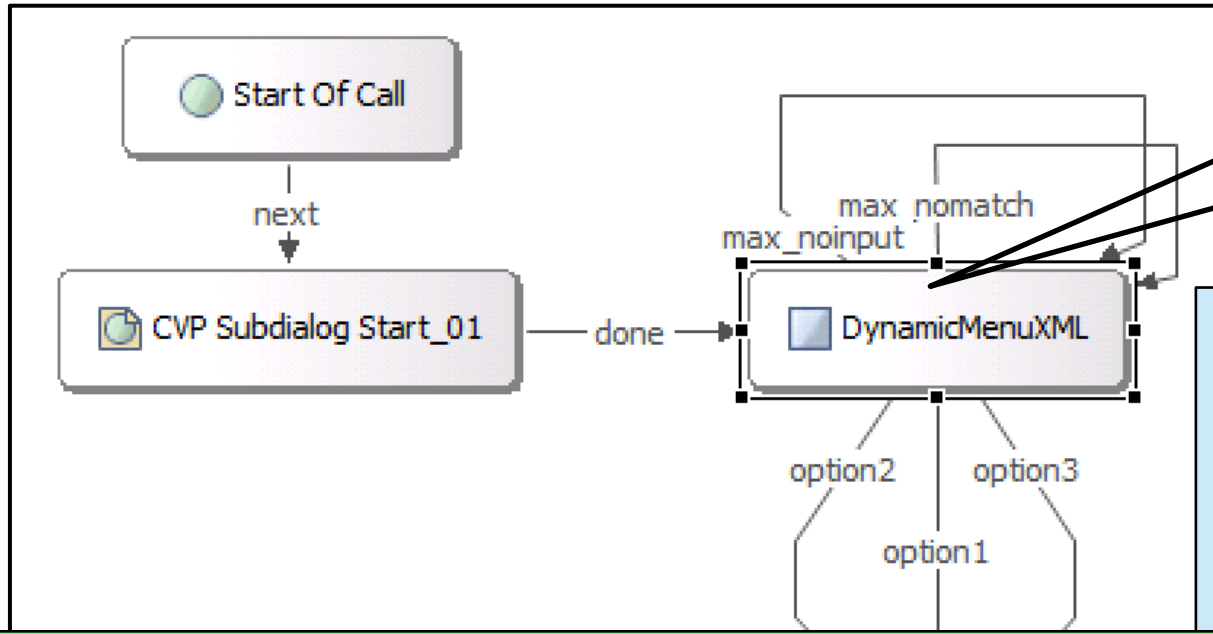 Start Of Call
next
max_nomatch
max_noinput
CVP Subdialog Start_01
done
DynamicMenuXML
option2
option3
option1